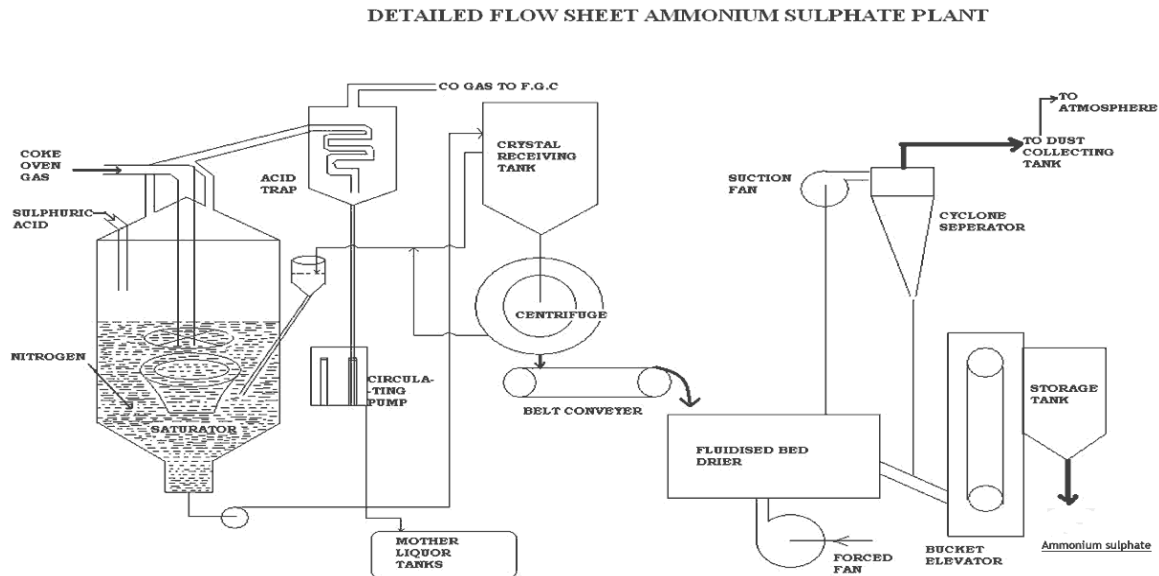 DETAILED FLOW SHEET AMMONIUM SULPHATE PLANT
CO GAS TO F.G.C
COKE
OVEN
GAS
SULPHURIC
ACID
ACID
TRAP
CRYSTAL
RECEIVING
TANK
SUCTION
FAN
TO
ATMOSPHERE
TO DUST
COLLECTING
TANK
CYCLONE
SEPERATOR
NITROGEN
SATURATOR
CIRCULA-
-TING
PUMP
CENTRIFUGE
BELT CONVEYER
FLUIDISED BED
DRIER
STORAGE
TANK
MOTHER
LIQUOR
TANKS
FORCED
FAN
BUCKET
ELEVATOR
Ammonium sulphate